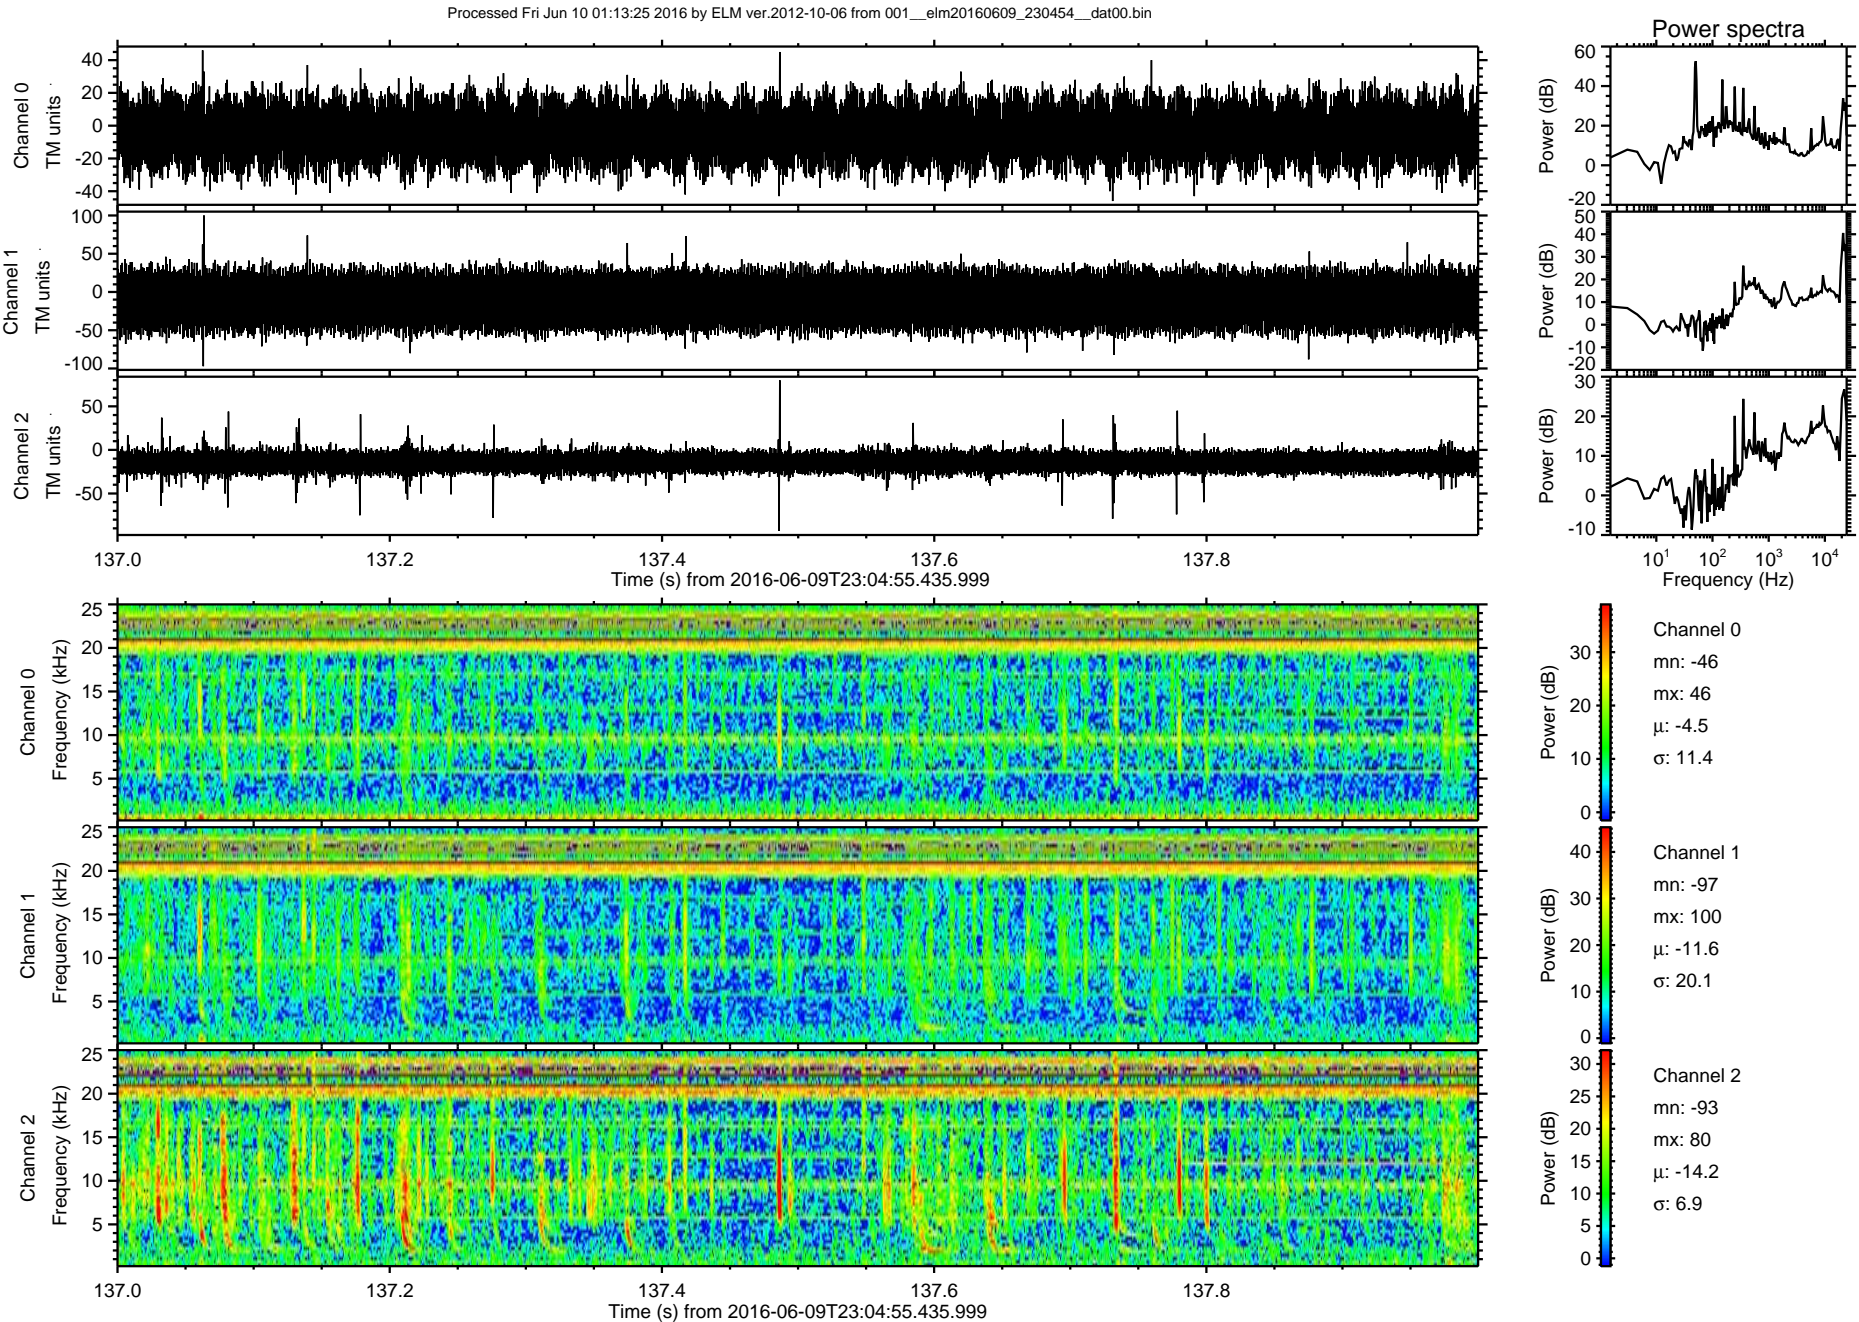 Processed Fri Jun 10 01:13:25 2016 by ELM ver.2012-10-06 from 001__elm20160609_230454__dat00.bin
Power spectra
Channel 0
TM units
40
20
0
-20
-40
Power (dB)
60
40
20
0
-20
Channel 1
TM units
100
50
0
-50
-100
Power (dB)
50
40
30
20
10
0
-10
-20
Channel 2
TM units
50
0
-50
Power (dB)
30
20
10
0
-10
137.0 137.2 137.4 137.6 137.8
Time (s) from 2016-06-09T23:04:55.435.999
10¹ 10² 10³ 10⁴
Frequency (Hz)
Channel 0
Frequency (kHz)
25
20
15
10
5
Power (dB)
30
20
10
0
Channel 0
mn: -46
mx: 46
µ: -4.5
σ: 11.4
Channel 1
Frequency (kHz)
25
20
15
10
5
Power (dB)
40
30
20
10
0
Channel 1
mn: -97
mx: 100
µ: -11.6
σ: 20.1
Channel 2
Frequency (kHz)
25
20
15
10
5
Power (dB)
30
25
20
15
10
5
0
Channel 2
mn: -93
mx: 80
µ: -14.2
σ: 6.9
137.0 137.2 137.4 137.6 137.8
Time (s) from 2016-06-09T23:04:55.435.999